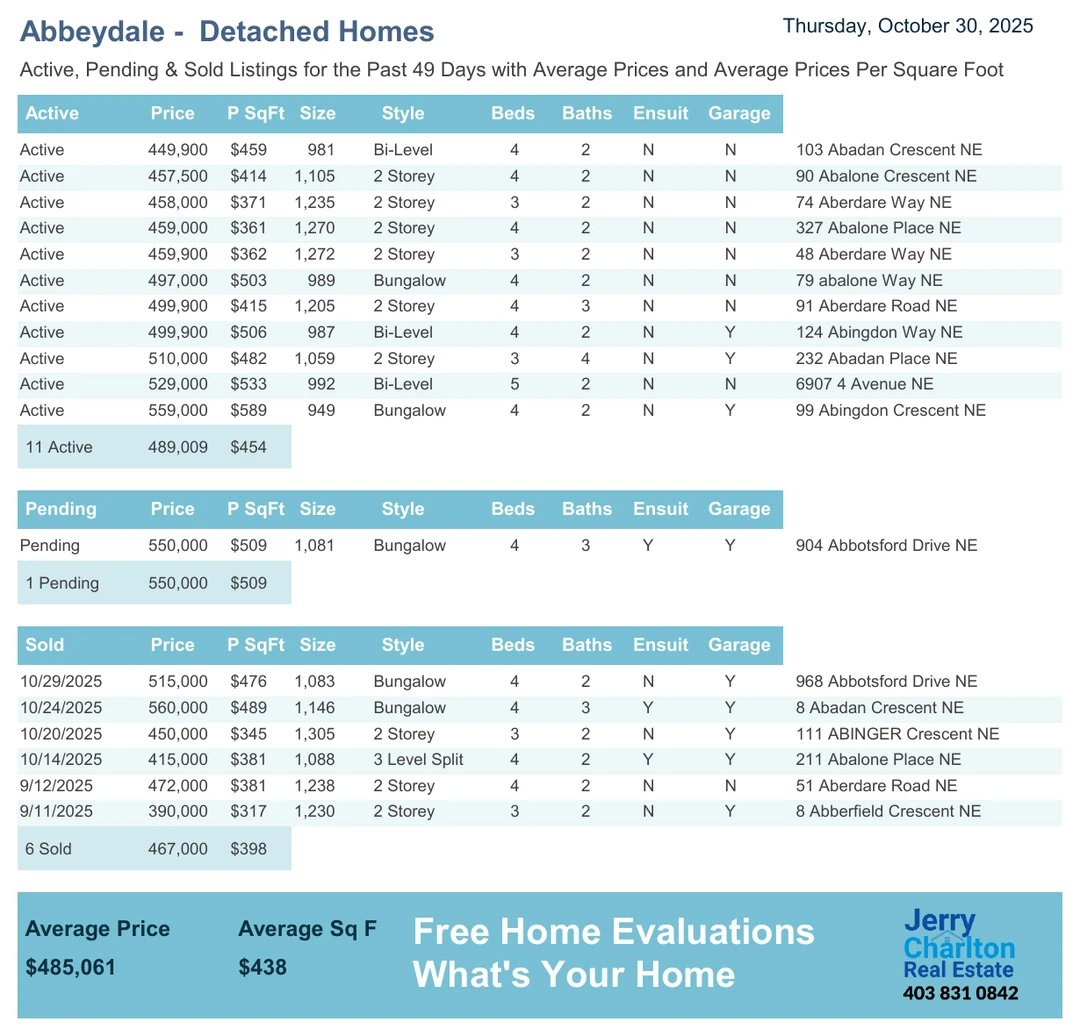 Abbeydale - Detached Homes
Thursday, October 30, 2025
Active, Pending & Sold Listings for the Past 49 Days with Average Prices and Average Prices Per Square Foot
Active Price P SqFt Size Style Beds Baths Ensuit Garage
Active 449,900 $459 981 Bi-Level 4 2 N N 103 Abadan Crescent NE
Active 457,500 $414 1,105 2 Storey 4 2 N N 90 Abalone Crescent NE
Active 458,000 $371 1,235 2 Storey 3 2 N N 74 Aberdare Way NE
Active 459,000 $361 1,270 2 Storey 4 2 N N 327 Abalone Place NE
Active 459,900 $362 1,272 2 Storey 3 2 N N 48 Aberdare Way NE
Active 497,000 $503 989 Bungalow 4 2 N N 79 abalone Way NE
Active 499,900 $415 1,205 2 Storey 4 3 N N 91 Aberdare Road NE
Active 499,900 $506 987 Bi-Level 4 2 N Y 124 Abingdon Way NE
Active 510,000 $482 1,059 2 Storey 3 4 N Y 232 Abadan Place NE
Active 529,000 $533 992 Bi-Level 5 2 N N 6907 4 Avenue NE
Active 559,000 $589 949 Bungalow 4 2 N Y 99 Abingdon Crescent NE
11 Active 489,009 $454
Pending Price P SqFt Size Style Beds Baths Ensuit Garage
Pending 550,000 $509 1,081 Bungalow 4 3 Y Y 904 Abbotsford Drive NE
1 Pending 550,000 $509
Sold Price P SqFt Size Style Beds Baths Ensuit Garage
10/29/2025 515,000 $476 1,083 Bungalow 4 2 N Y 968 Abbotsford Drive NE
10/24/2025 560,000 $489 1,146 Bungalow 4 3 Y Y 8 Abadan Crescent NE
10/20/2025 450,000 $345 1,305 2 Storey 3 2 N Y 111 ABINGER Crescent NE
10/14/2025 415,000 $381 1,088 3 Level Split 4 2 Y Y 211 Abalone Place NE
9/12/2025 472,000 $381 1,238 2 Storey 4 2 N N 51 Aberdare Road NE
9/11/2025 390,000 $317 1,230 2 Storey 3 2 N Y 8 Abberfield Crescent NE
6 Sold 467,000 $398
Average Price Average Sq F
$485,061 $438
Free Home Evaluations
What's Your Home
Jerry
Charlton
Real Estate
403 831 0842